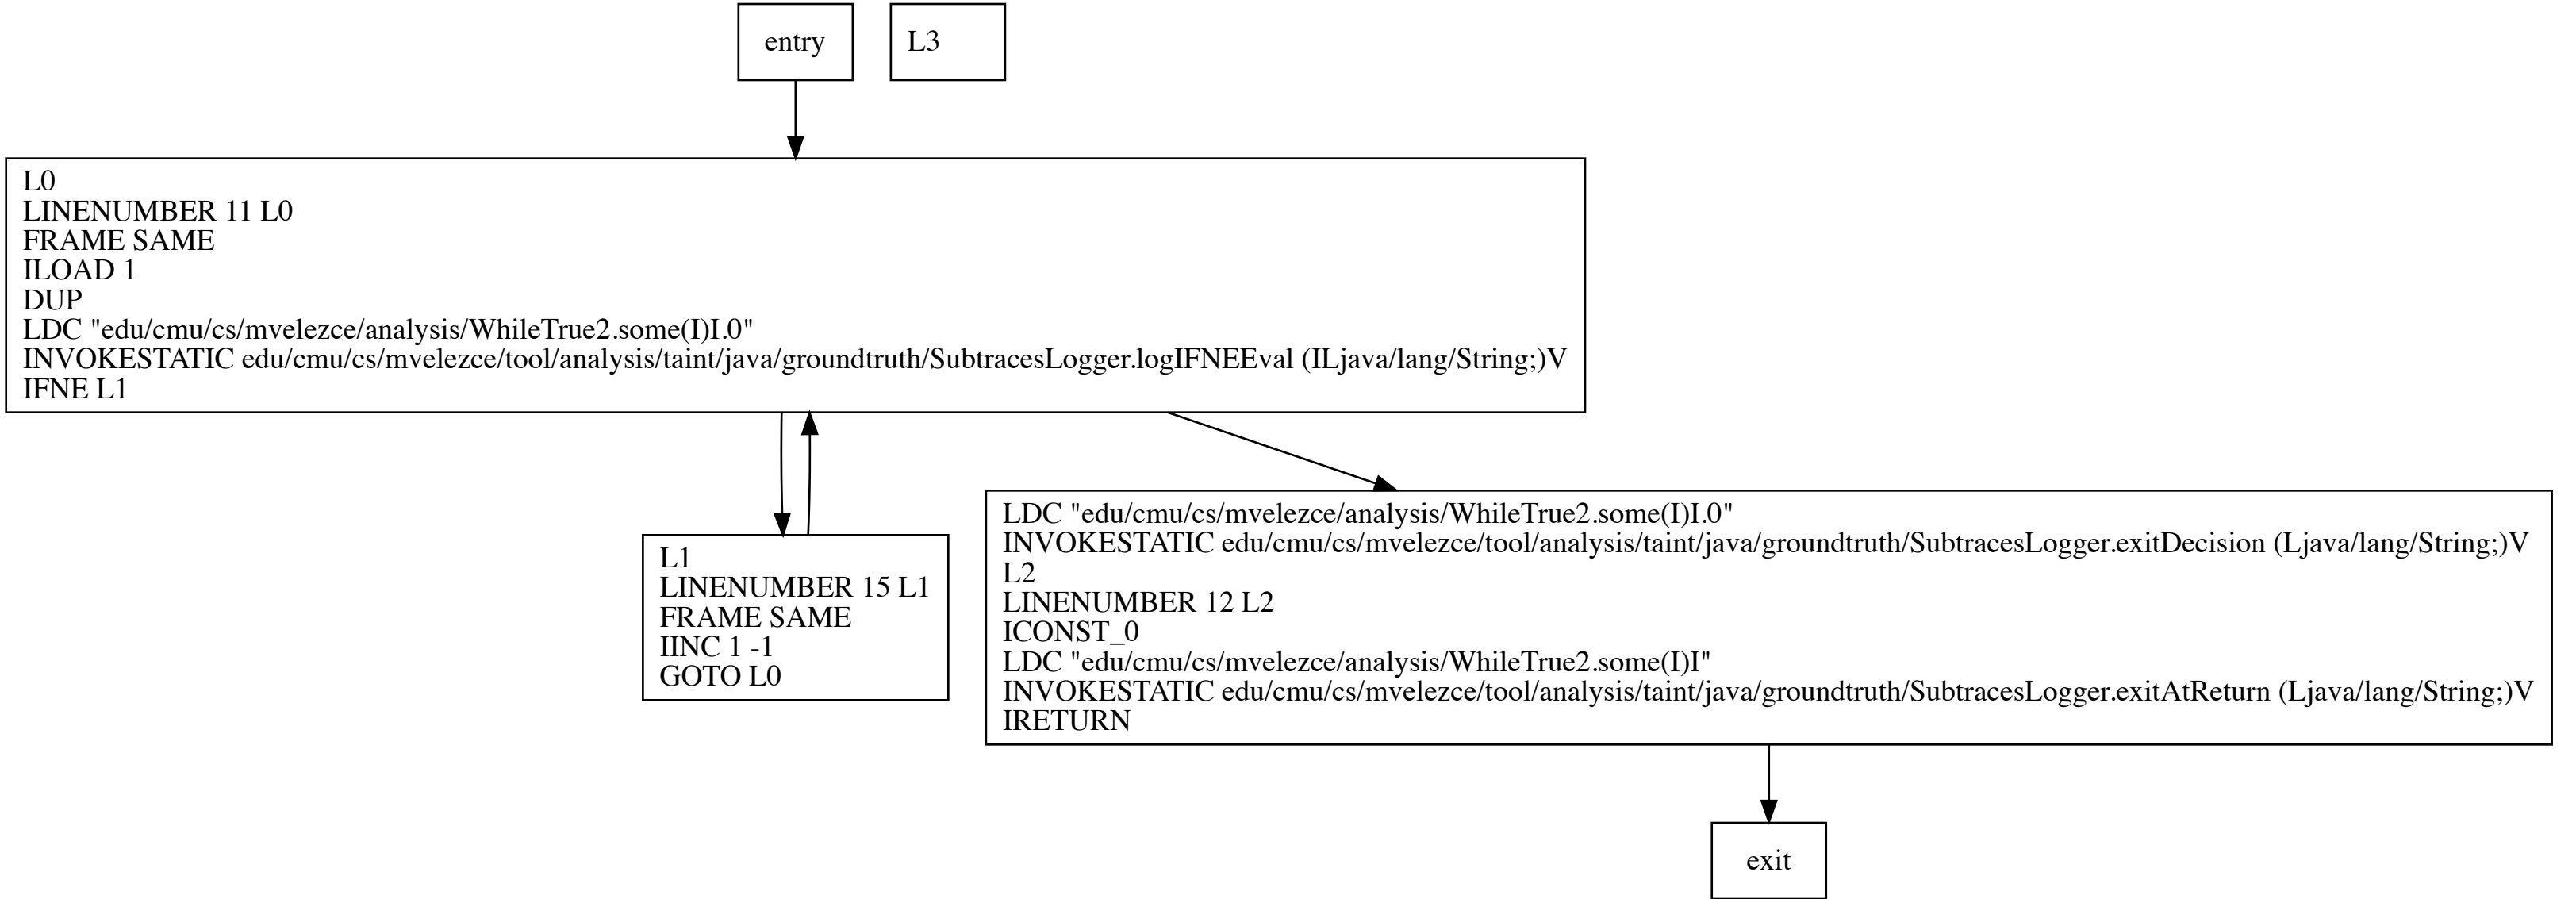 entry
L3
L0
LINENUMBER 11 L0
FRAME SAME
ILOAD 1
DUP
LDC "edu/cmu/cs/mvelezce/analysis/WhileTrue2.some(I)I.0"
INVOKESTATIC edu/cmu/cs/mvelezce/tool/analysis/taint/java/groundtruth/SubtracesLogger.logIFNEEval (ILjava/lang/String;)V
IFNE L1
L1
LINENUMBER 15 L1
FRAME SAME
IINC 1 -1
GOTO L0
LDC "edu/cmu/cs/mvelezce/analysis/WhileTrue2.some(I)I.0"
INVOKESTATIC edu/cmu/cs/mvelezce/tool/analysis/taint/java/groundtruth/SubtracesLogger.exitDecision (Ljava/lang/String;)V
L2
LINENUMBER 12 L2
ICONST_0
LDC "edu/cmu/cs/mvelezce/analysis/WhileTrue2.some(I)I"
INVOKESTATIC edu/cmu/cs/mvelezce/tool/analysis/taint/java/groundtruth/SubtracesLogger.exitAtReturn (Ljava/lang/String;)V
IRETURN
exit